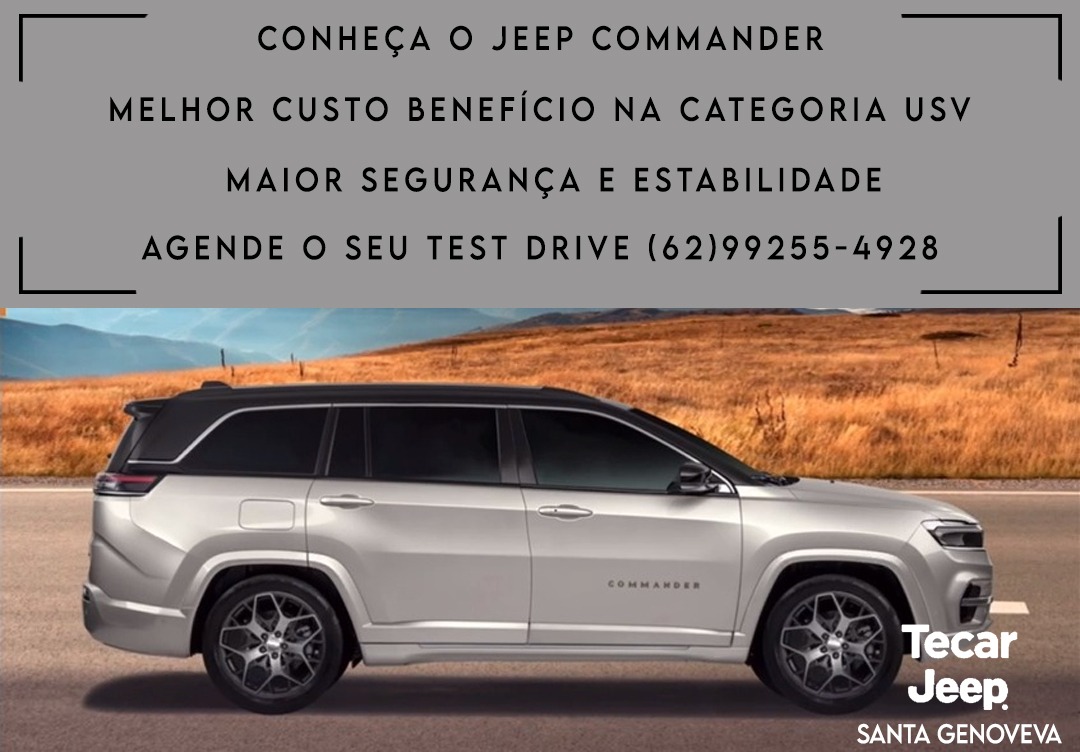 CONHEÇA O JEEP COMMANDER
MELHOR CUSTO BENEFÍCIO NA CATEGORIA USV
MAIOR SEGURANÇA E ESTABILIDADE
AGENDE O SEU TEST DRIVE (62)99255-4928
COMMANDER
Tecar
Jeep.
SANTA GENOVEVA